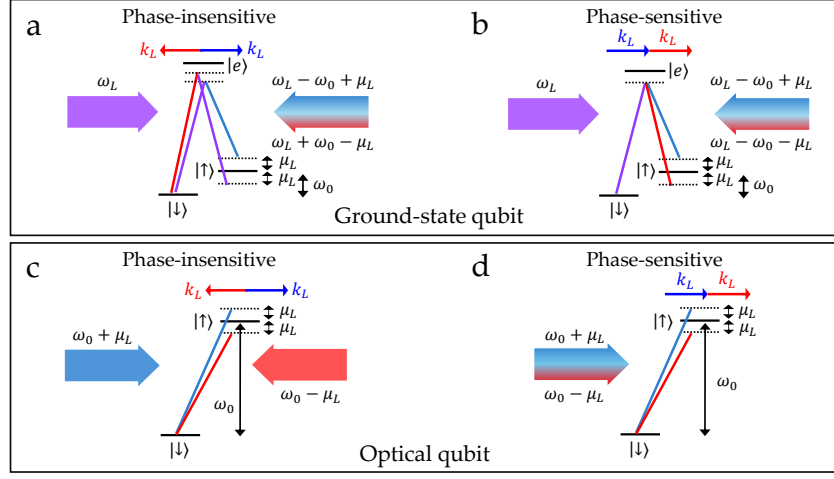 a
Phase-insensitive
k_L
k_L
|e⟩
ω_L
ω_L − ω_0 + μ_L
ω_L + ω_0 − μ_L
|↑⟩
μ_L
μ_L
ω_0
|↓⟩
b
Phase-sensitive
k_L
k_L
|e⟩
ω_L
ω_L − ω_0 + μ_L
ω_L − ω_0 − μ_L
|↑⟩
μ_L
μ_L
ω_0
|↓⟩
Ground-state qubit
c
Phase-insensitive
k_L
k_L
|↑⟩
μ_L
μ_L
ω_0 + μ_L
ω_0
ω_0 − μ_L
|↓⟩
d
Phase-sensitive
k_L
k_L
|↑⟩
μ_L
μ_L
ω_0 + μ_L
ω_0 − μ_L
ω_0
|↓⟩
Optical qubit